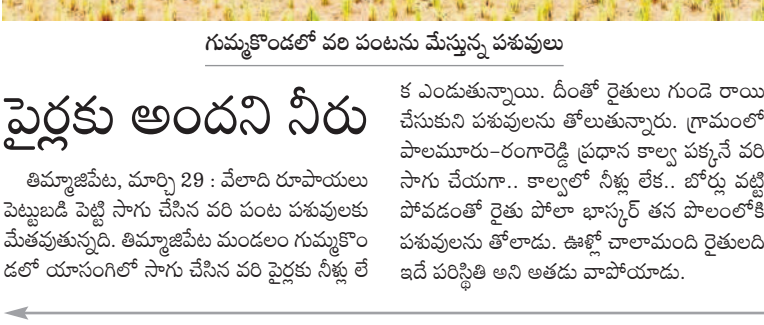 గుమ్మకొండలో వరి పంటను మేస్తున్న పశువులు
పైర్లకు అందని నీరు
తిమ్మాజిపేట, మార్చి 29 : వేలాది రూపాయలు
పెట్టుబడి పెట్టి సాగు చేసిన వరి పంట పశువులకు
మేతవుతున్నది. తిమ్మాజిపేట మండలం గుమ్మకొం
డలో యాసంగిలో సాగు చేసిన వరి పైర్లకు నీళ్లు లే
క ఎండుతున్నాయి. దీంతో రైతులు గుండె రాయి
చేసుకుని పశువులను తోలుతున్నారు. గ్రామంలో
పాలమూరు-రంగారెడ్డి ప్రధాన కాల్వ పక్కనే వరి
సాగు చేయగా.. కాల్వలో నీళ్లు లేక.. బోర్లు వట్టి
పోవడంతో రైతు పోలా భాస్కర్ తన పొలంలోకి
పశువులను తోలాడు. ఊళ్లో చాలామంది రైతులది
ఇదే పరిస్థితి అని అతడు వాపోయాడు.